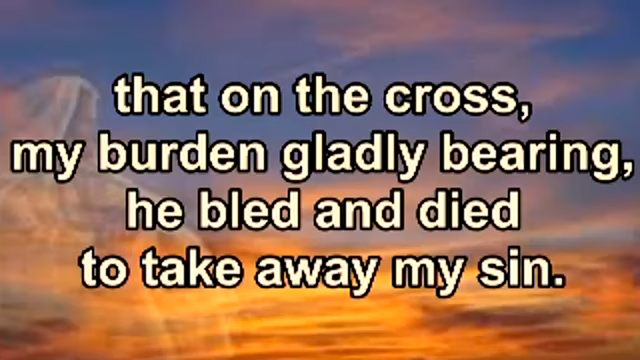 that on the cross,
my burden gladly bearing,
he bled and died
to take away my sin.